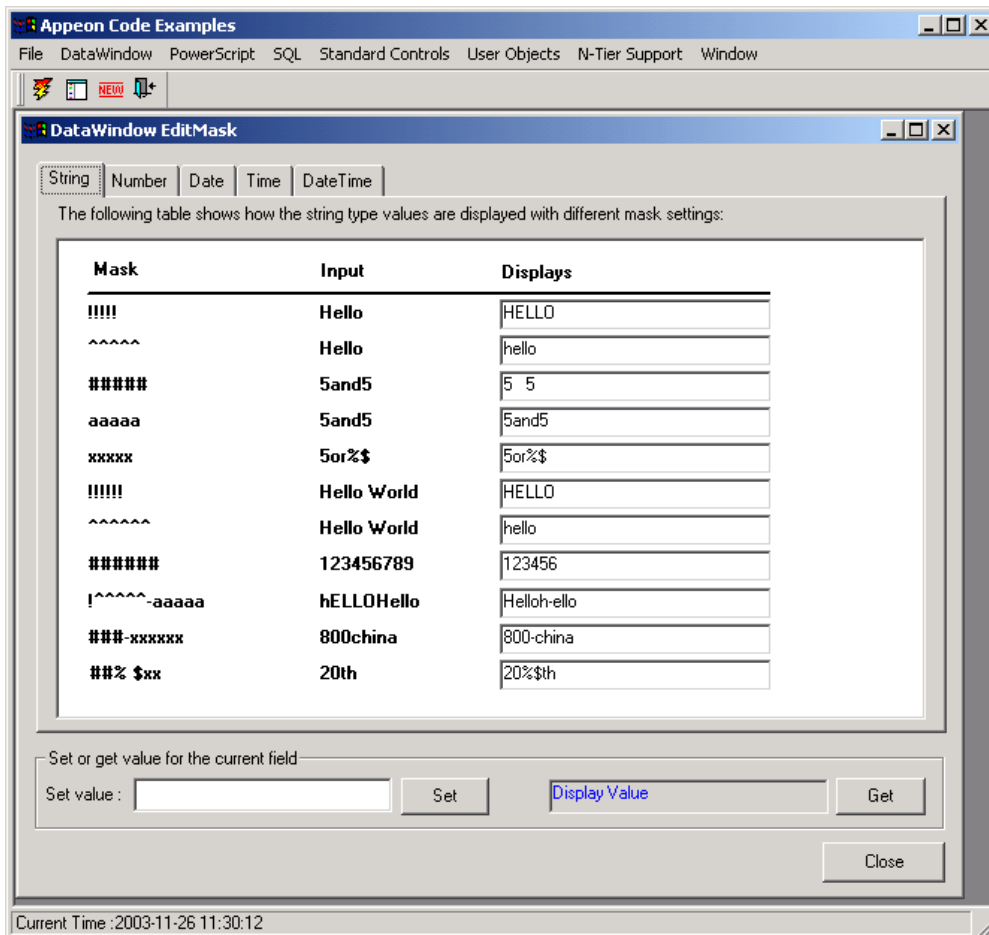 Appeon Code Examples
File DataWindow PowerScript SQL Standard Controls User Objects N-Tier Support Window
NEW
DataWindow EditMask
String Number Date Time DateTime
The following table shows how the string type values are displayed with different mask settings:
Mask Input Displays
!!!!! Hello HELLO
^^^^^ Hello hello
##### 5and5 5   5
aaaaa 5and5 5and5
xxxxx 5or%$ 5or%$
!!!!!! Hello World HELLO
^^^^^^ Hello World hello
###### 123456789 123456
!^^^^^-aaaaa hELLOHello Helloh-ello
###-xxxxxx 800china 800-china
##% $xx 20th 20%$th
Set or get value for the current field
Set value : Set Display Value Get
Close
Current Time :2003-11-26 11:30:12